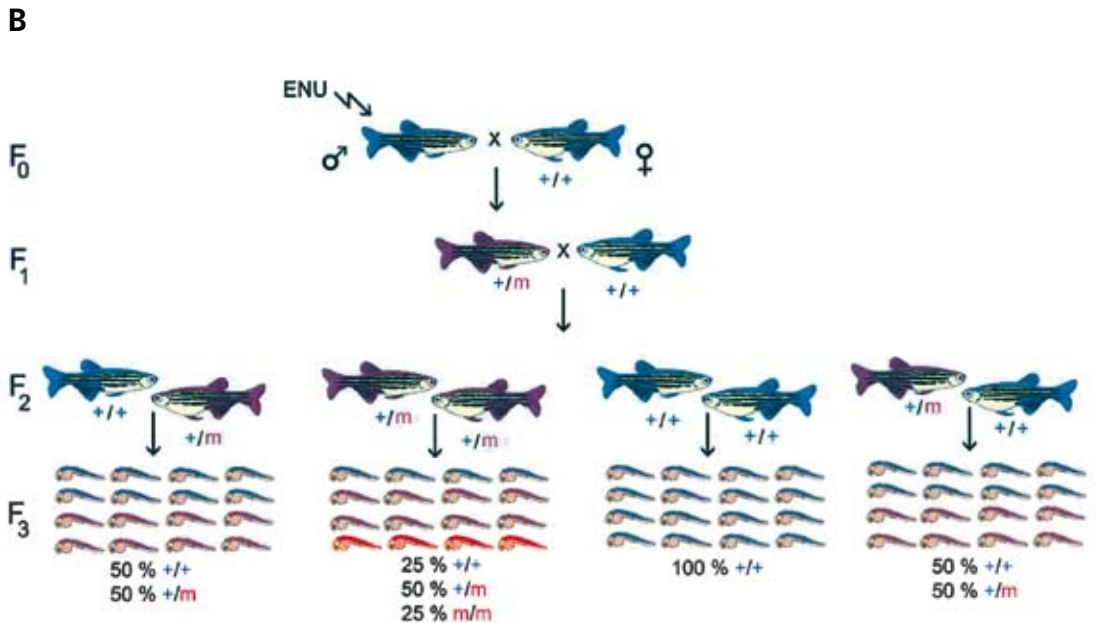 B
ENU
F0
♂ X ♀
+/+
F1
X
+/m +/+
F2
+/+ +/m +/m +/m +/+ +/+ +/m +/+
F3
50 % +/+ 25 % +/+ 100 % +/+ 50 % +/+
50 % +/m 50 % +/m 50 % +/m
25 % m/m